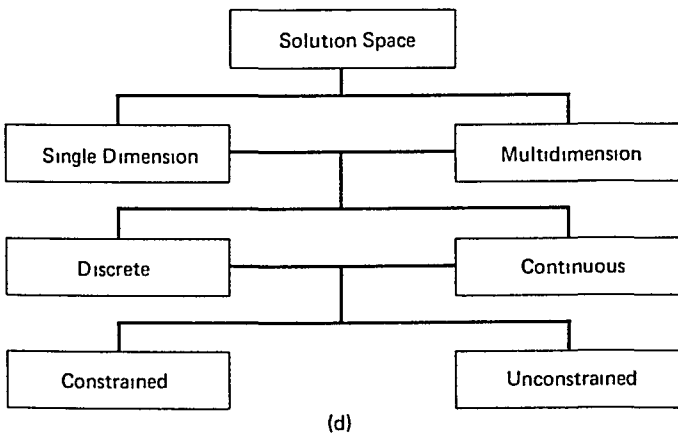 Solution Space
Single Dimension
Multidimension
Discrete
Continuous
Constrained
Unconstrained
(d)